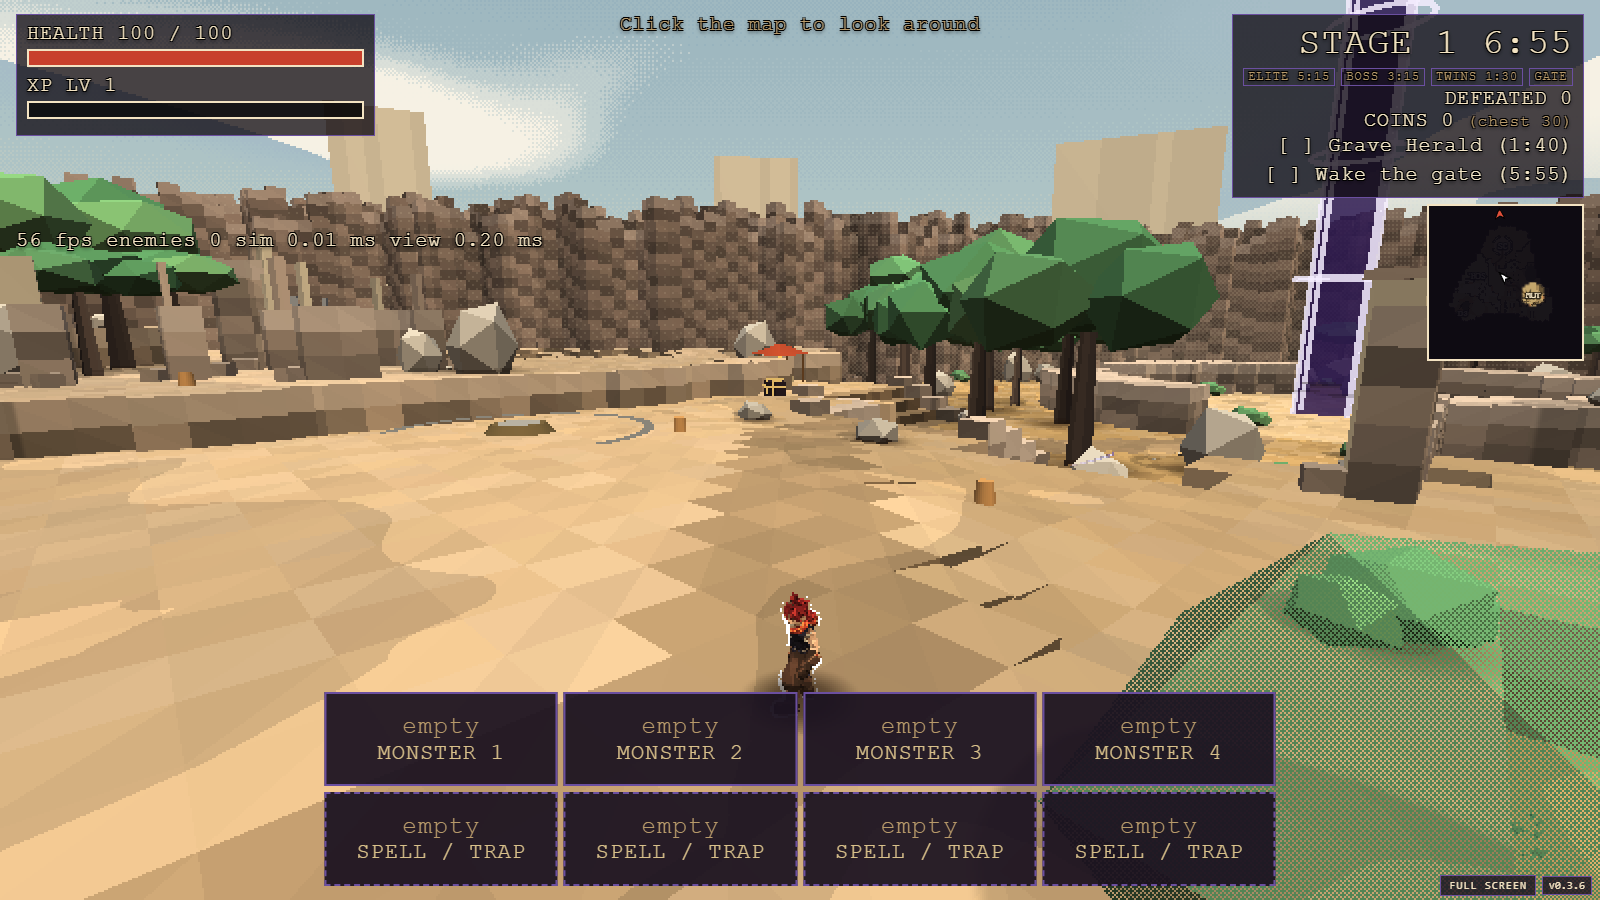 HEALTH 100 / 100
XP LV 1
Click the map to look around
STAGE 1 6:55
ELITE 5:15 BOSS 3:15 TWINS 1:30 GATE
DEFEATED 0
COINS 0 (chest 30)
[ ] Grave Herald (1:40)
[ ] Wake the gate (5:55)
56 fps enemies 0 sim 0.01 ms view 0.20 ms
empty
MONSTER 1
empty
MONSTER 2
empty
MONSTER 3
empty
MONSTER 4
empty
SPELL / TRAP
empty
SPELL / TRAP
empty
SPELL / TRAP
empty
SPELL / TRAP
FULL SCREEN
v0.3.6